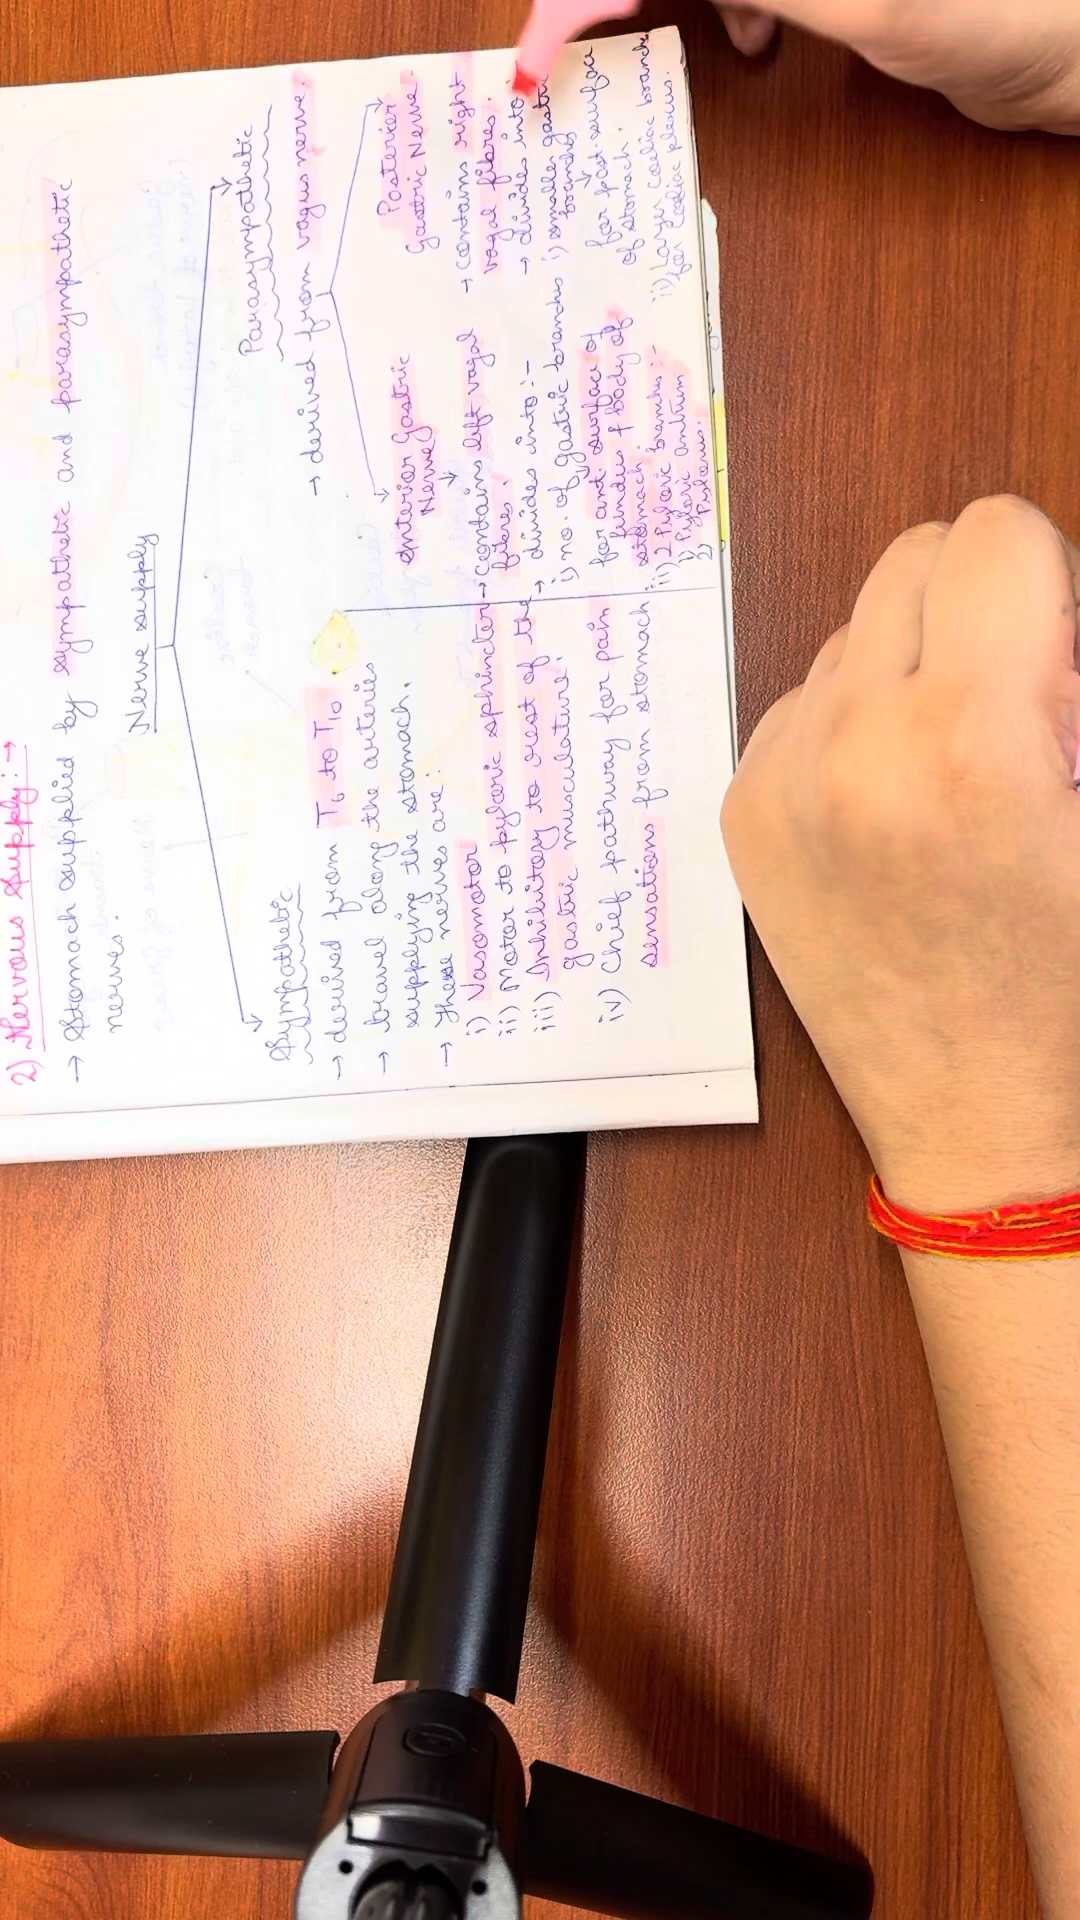 2) Nervous Supply:→
→ Stomach supplied by sympathetic and parasympathetic
nerves.
Nerve supply
Sympathetic
→ derived from T6 to T10
→ travel along the arteries
supplying the stomach.
→ These nerves are:
i) Vasomotor
ii) Motor to pyloric sphincter
iii) Inhibitory to rest of the
gastric musculature.
iv) Chief pathway for pain
sensations from stomach.
Parasympathetic
→ derived from vagus nerve.
Anterior Gastric
Nerve
→ contains left vagal
fibres.
→ divides into:-
i) no. of gastric branches
for ant. surface of
fundus & body of
stomach.
ii) 2 Pyloric branches:-
1) Pyloric antrum
2) Pylorus.
Posterior
Gastric Nerve.
→ contains right
vagal fibres.
→ divides into
i) smaller gastric
branches
for post. surface
of stomach.
ii) Large coeliac branches
for coeliac plexus.